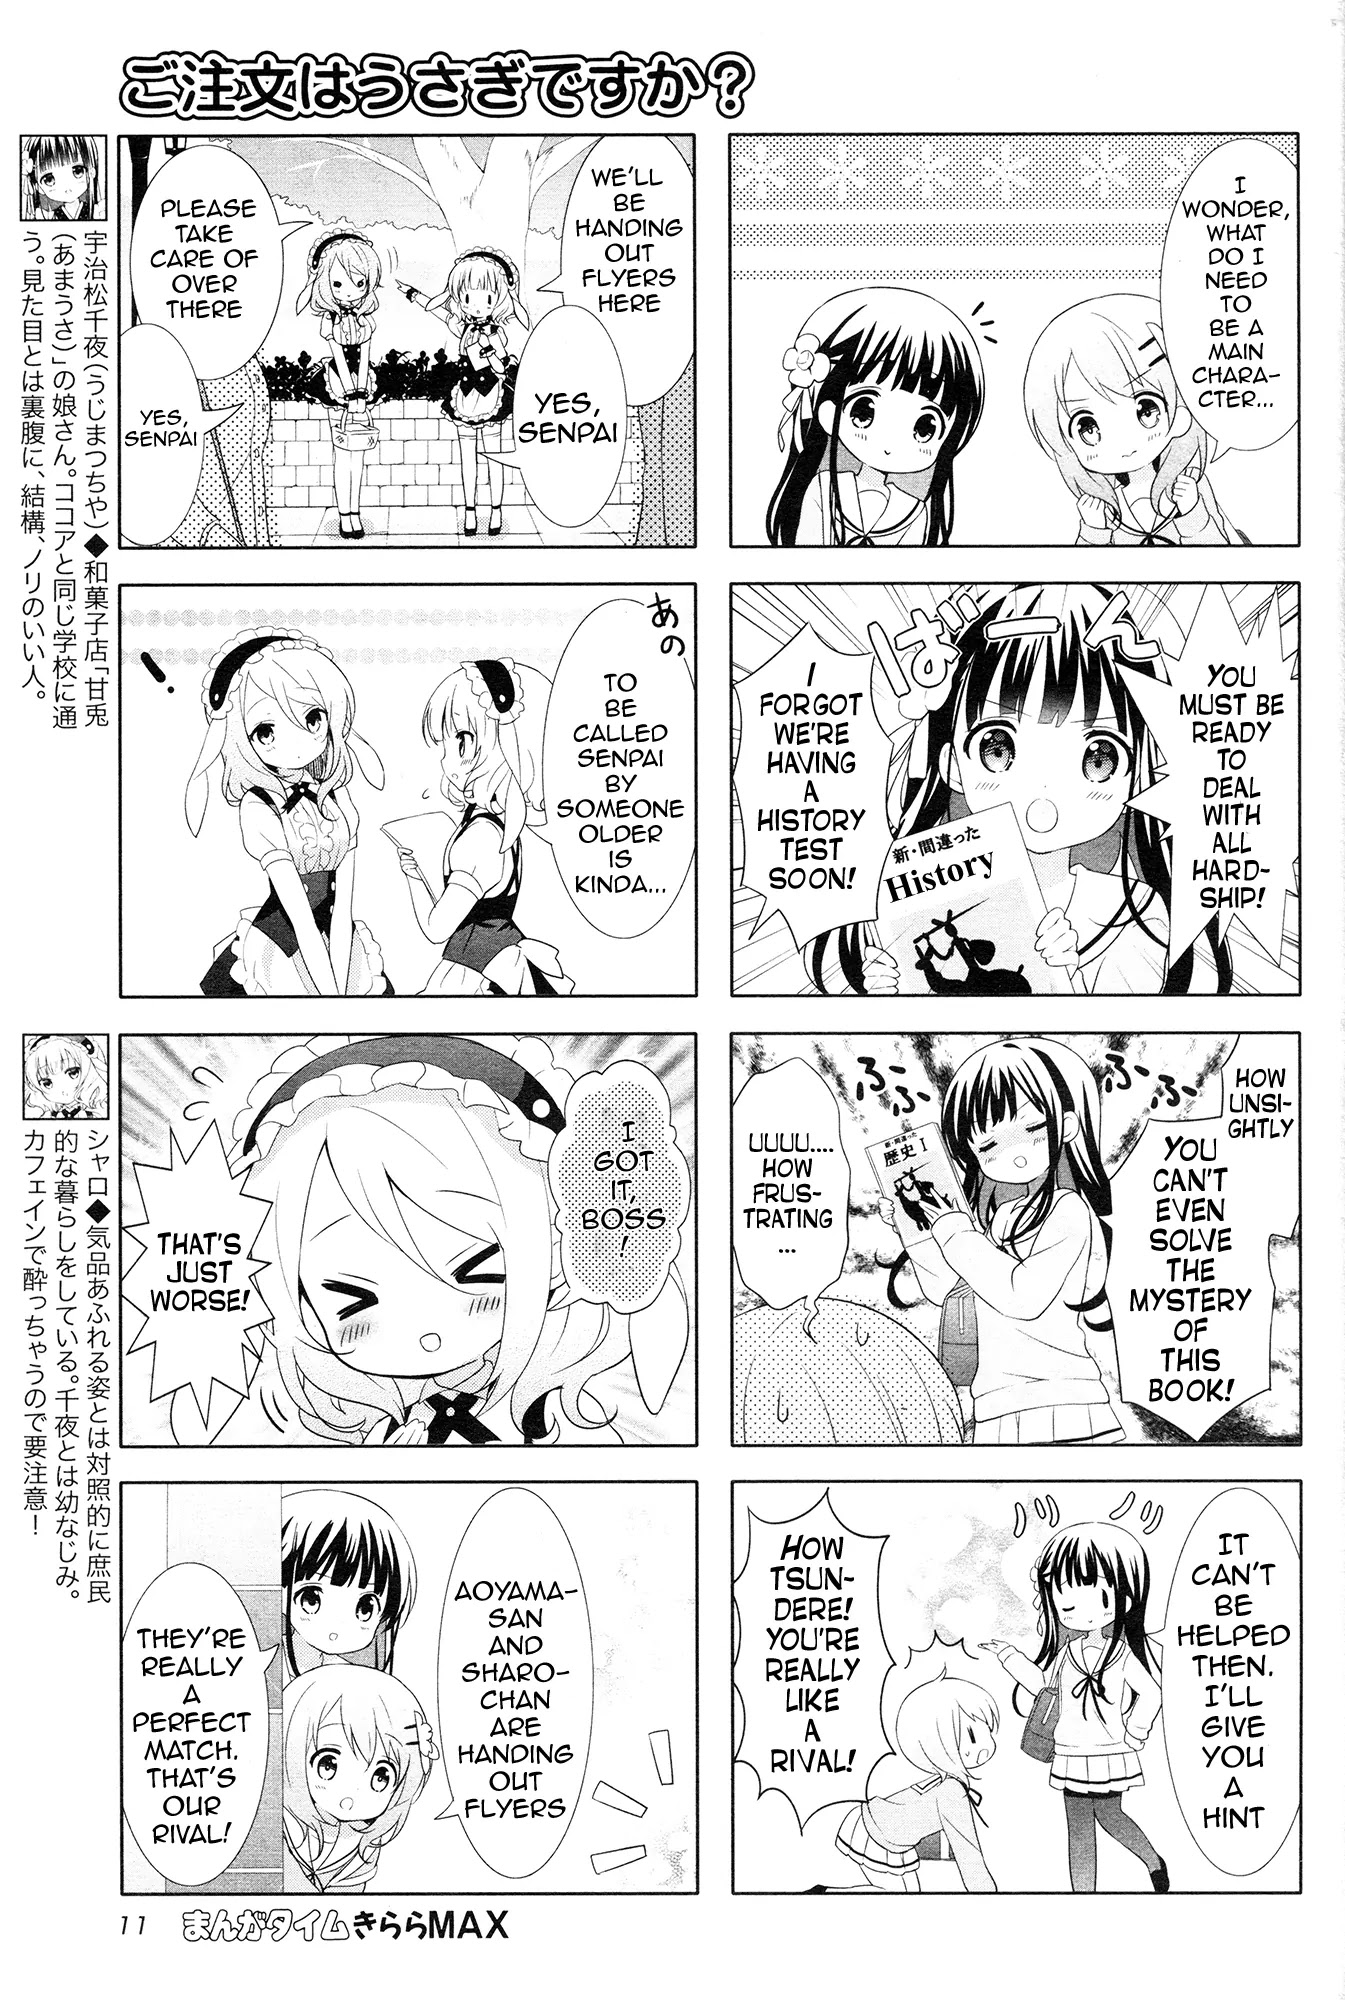 ご注文はうさぎですか？
I
WONDER,
WHAT
DO I
NEED
TO
BE A
MAIN
CHARA-
CTER...
ばーん
YOU
MUST BE
READY
TO
DEAL
WITH
ALL
HARD-
SHIP!
I
FORGOT
WE'RE
HAVING
A
HISTORY
TEST
SOON!
新・間違った
History
HOW
UNSI-
GHTLY
YOU
CAN'T
EVEN
SOLVE
THE
MYSTERY
OF
THIS
BOOK!
ふふ
ふふ
新・間違った
歴史 I
UUUU....
HOW
FRUS-
TRATING
...
IT
CAN'T
BE
HELPED
THEN.
I'LL
GIVE
YOU
A
HINT
HOW
TSUN-
DERE!
YOU'RE
REALLY
LIKE
A
RIVAL!
WE'LL
BE
HANDING
OUT
FLYERS
HERE
YES,
SENPAI
PLEASE
TAKE
CARE OF
OVER
THERE
YES,
SENPAI
あの
TO
BE
CALLED
SENPAI
BY
SOMEONE
OLDER
IS
KINDA...
!
I
GOT
IT,
BOSS
!
THAT'S
JUST
WORSE!
AOYAMA-
SAN
AND
SHARO-
CHAN
ARE
HANDING
OUT
FLYERS
THEY'RE
REALLY
A
PERFECT
MATCH.
THAT'S
OUR
RIVAL!
宇治松千夜(うじまつちや)◆和菓子店「甘兎
(あまうさ)」の娘さん。ココアと同じ学校に通
う。見た目とは裏腹に、結構、ノリのいい人。
シャロ◆気品あふれる姿とは対照的に庶民
的な暮らしをしている。千夜とは幼なじみ。
カフェインで酔っちゃうので要注意！
11 まんがタイムきららMAX